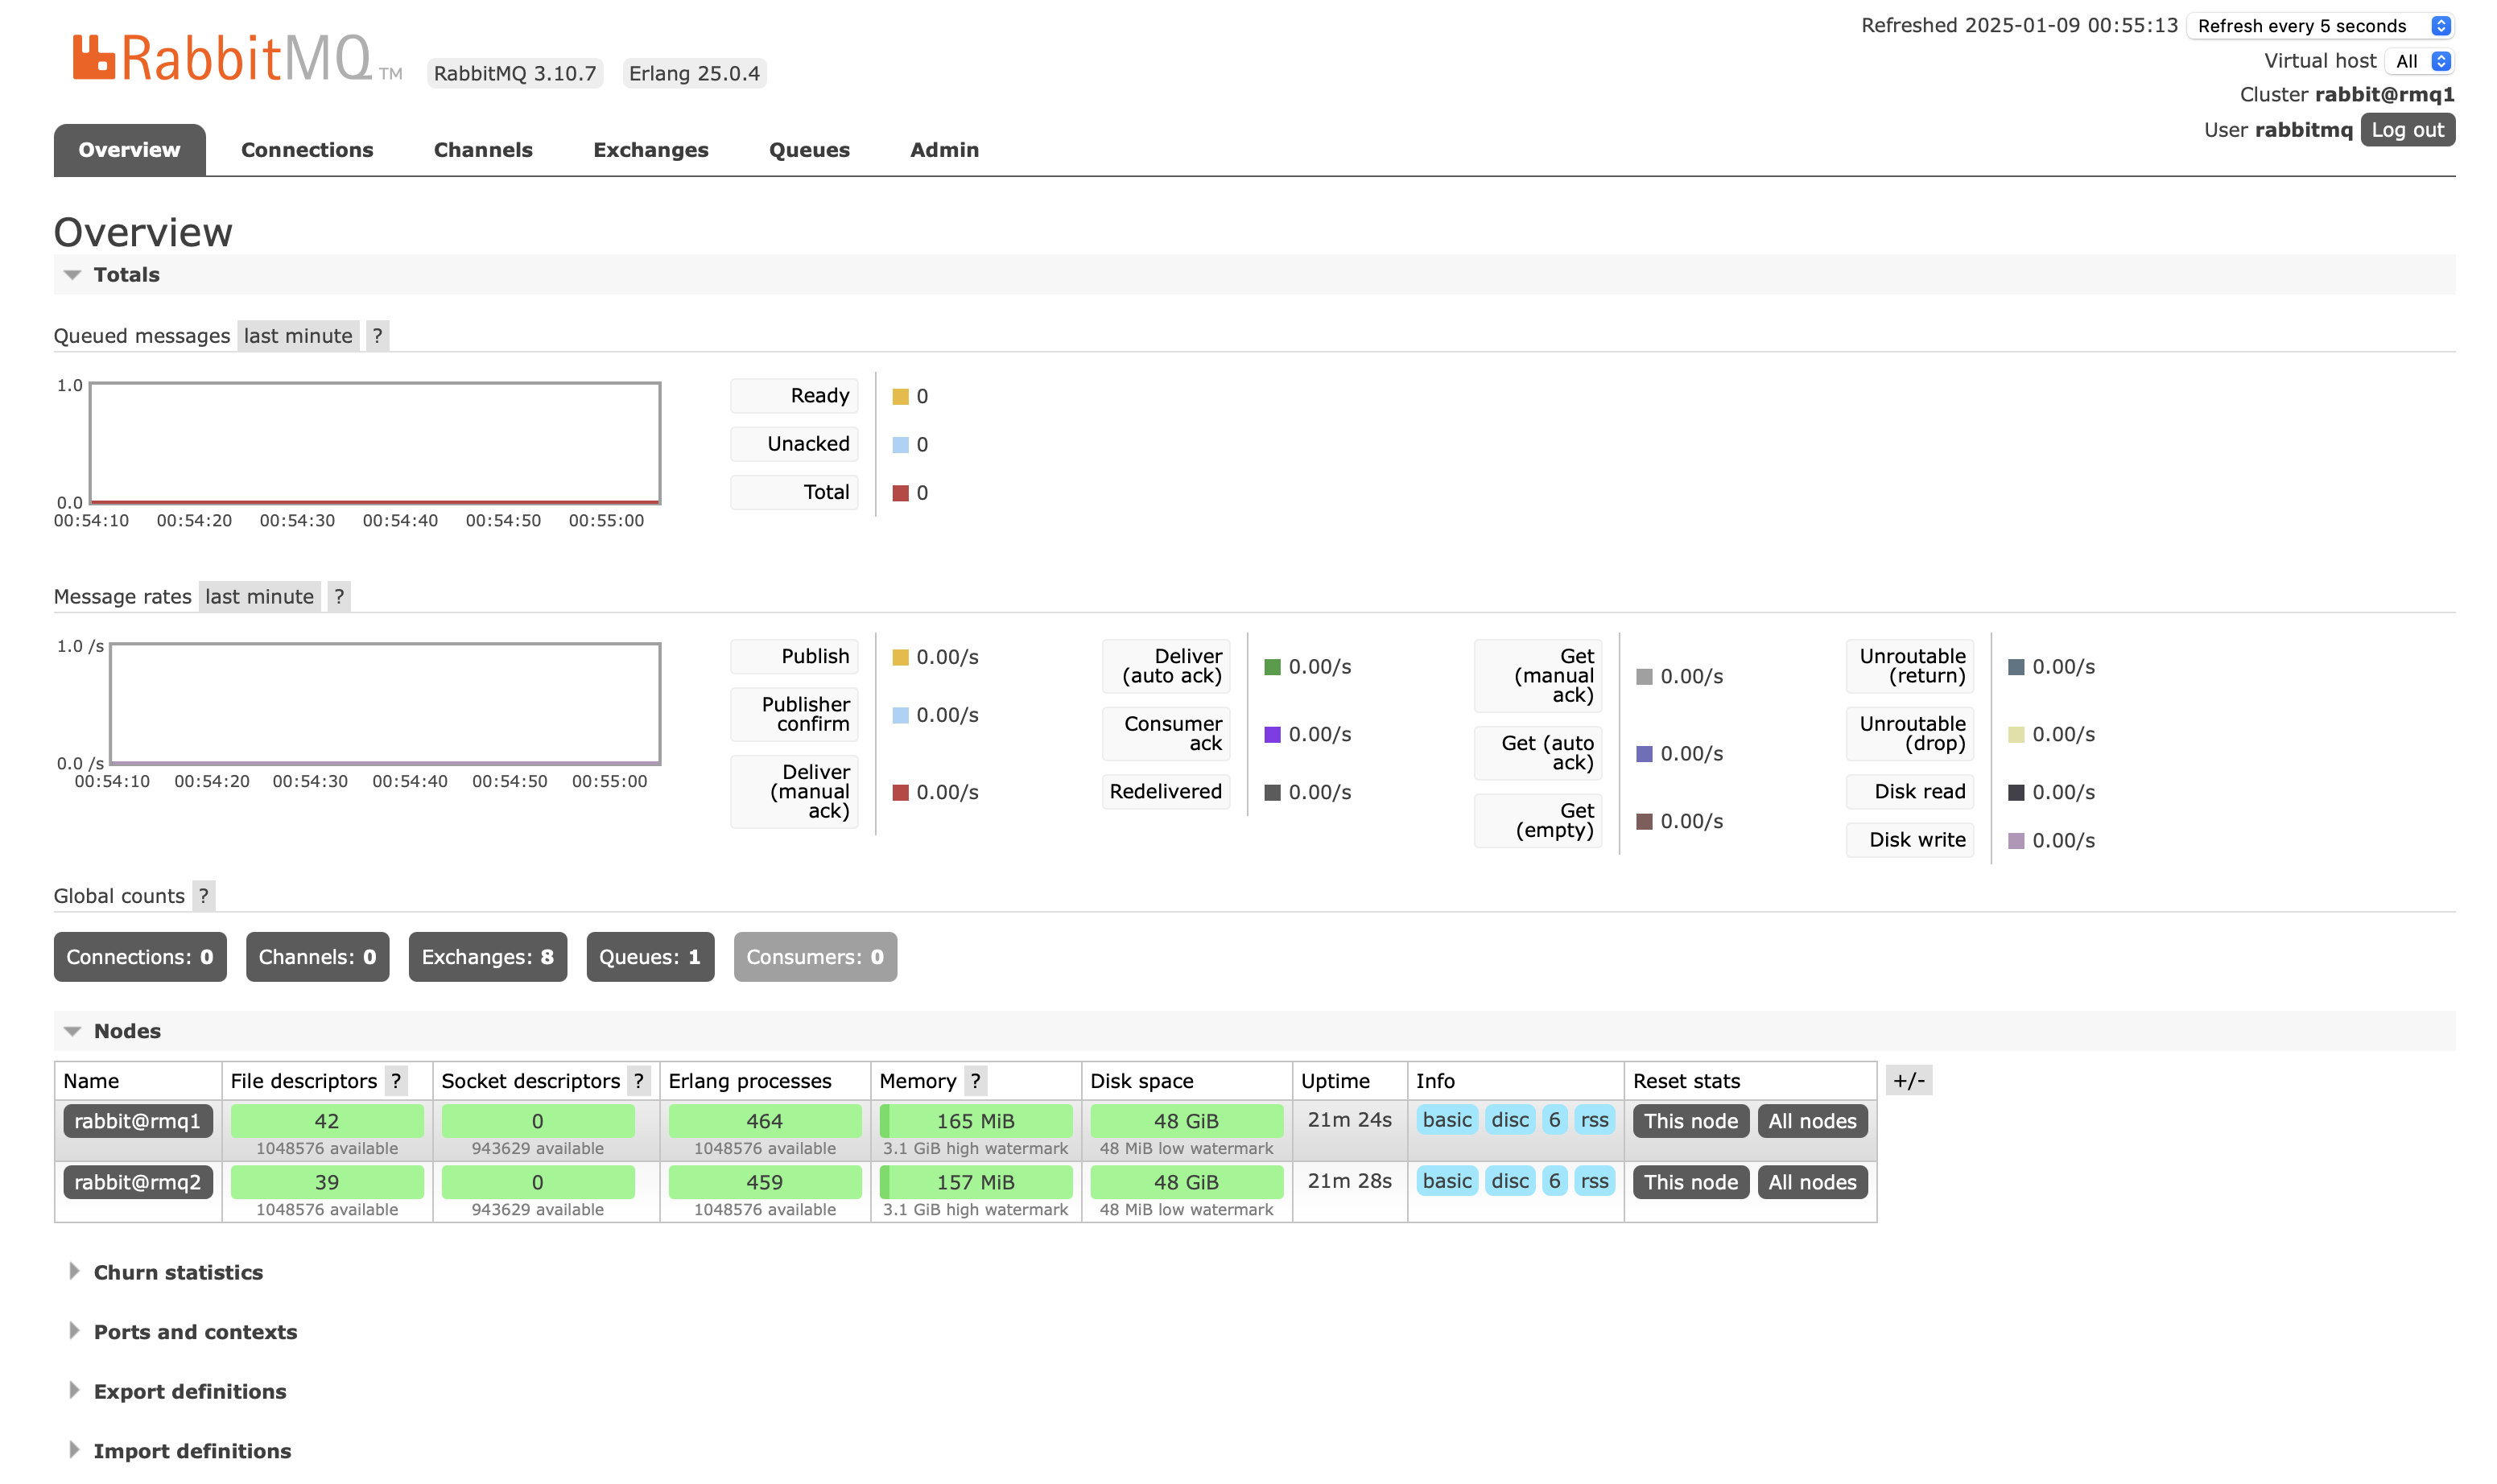 RabbitMQ TM RabbitMQ 3.10.7 Erlang 25.0.4
Refreshed 2025-01-09 00:55:13 Refresh every 5 seconds
Virtual host All
Cluster rabbit@rmq1
User rabbitmq Log out
Overview Connections Channels Exchanges Queues Admin
Overview
Totals
Queued messages last minute ?
1.0
0.0
00:54:10 00:54:20 00:54:30 00:54:40 00:54:50 00:55:00
Ready 0
Unacked 0
Total 0
Message rates last minute ?
1.0 /s
0.0 /s
00:54:10 00:54:20 00:54:30 00:54:40 00:54:50 00:55:00
Publish 0.00/s
Publisher
confirm 0.00/s
Deliver
(manual
ack) 0.00/s
Deliver
(auto ack) 0.00/s
Consumer
ack 0.00/s
Redelivered 0.00/s
Get
(manual
ack) 0.00/s
Get (auto
ack) 0.00/s
Get
(empty) 0.00/s
Unroutable
(return) 0.00/s
Unroutable
(drop) 0.00/s
Disk read 0.00/s
Disk write 0.00/s
Global counts ?
Connections: 0 Channels: 0 Exchanges: 8 Queues: 1 Consumers: 0
Nodes
Name File descriptors ? Socket descriptors ? Erlang processes Memory ? Disk space Uptime Info Reset stats +/-
rabbit@rmq1 42 0 464 165 MiB 48 GiB 21m 24s basic disc 6 rss This node All nodes
1048576 available 943629 available 1048576 available 3.1 GiB high watermark 48 MiB low watermark
rabbit@rmq2 39 0 459 157 MiB 48 GiB 21m 28s basic disc 6 rss This node All nodes
1048576 available 943629 available 1048576 available 3.1 GiB high watermark 48 MiB low watermark
Churn statistics
Ports and contexts
Export definitions
Import definitions